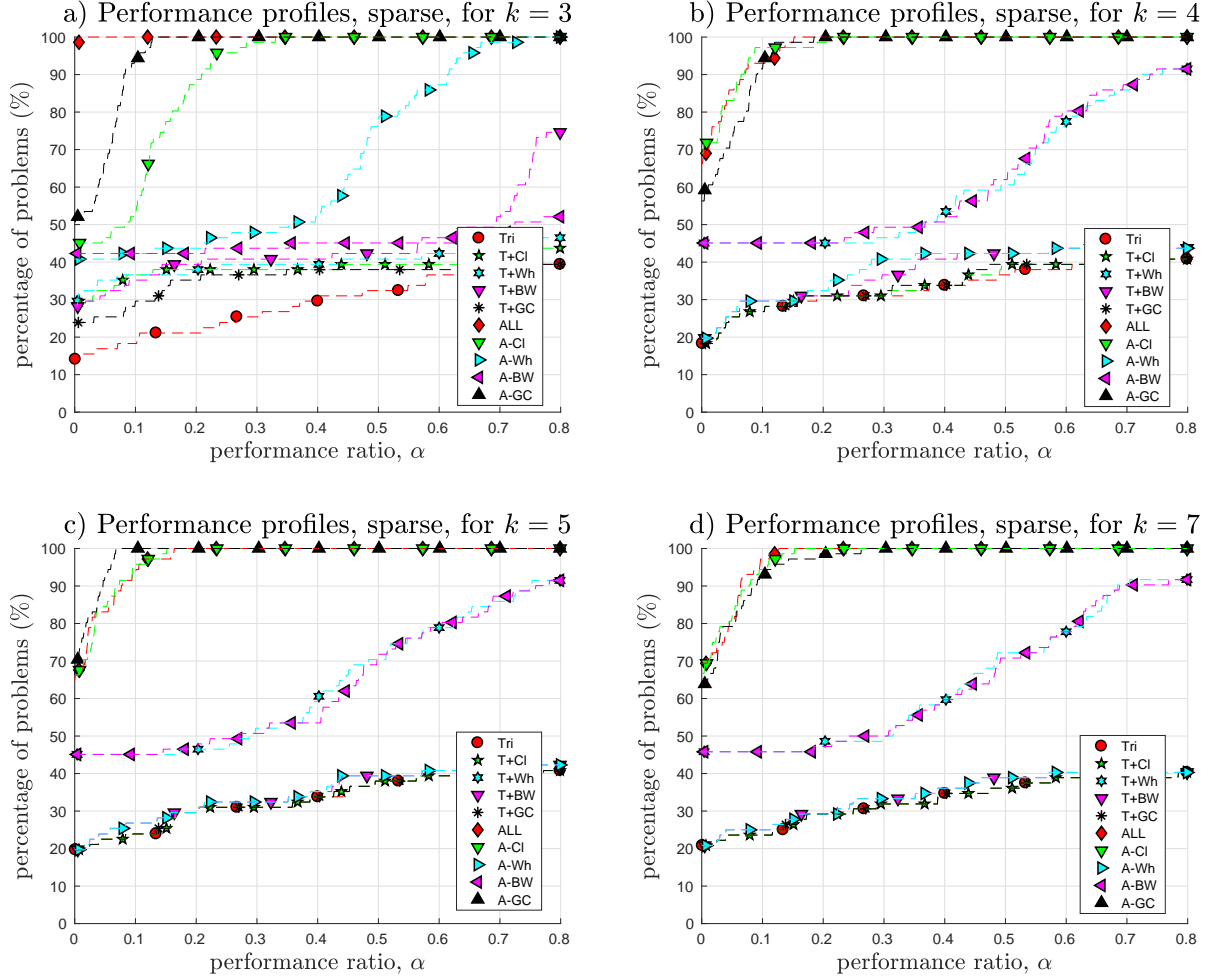 a) Performance profiles, sparse, for k = 3
percentage of problems (%)
100
90
80
70
60
50
40
30
20
10
0
0 0.1 0.2 0.3 0.4 0.5 0.6 0.7 0.8
performance ratio, α
Tri
T+Cl
T+Wh
T+BW
T+GC
ALL
A-Cl
A-Wh
A-BW
A-GC
b) Performance profiles, sparse, for k = 4
percentage of problems (%)
100
90
80
70
60
50
40
30
20
10
0
0 0.1 0.2 0.3 0.4 0.5 0.6 0.7 0.8
performance ratio, α
Tri
T+Cl
T+Wh
T+BW
T+GC
ALL
A-Cl
A-Wh
A-BW
A-GC
c) Performance profiles, sparse, for k = 5
percentage of problems (%)
100
90
80
70
60
50
40
30
20
10
0
0 0.1 0.2 0.3 0.4 0.5 0.6 0.7 0.8
performance ratio, α
Tri
T+Cl
T+Wh
T+BW
T+GC
ALL
A-Cl
A-Wh
A-BW
A-GC
d) Performance profiles, sparse, for k = 7
percentage of problems (%)
100
90
80
70
60
50
40
30
20
10
0
0 0.1 0.2 0.3 0.4 0.5 0.6 0.7 0.8
performance ratio, α
Tri
T+Cl
T+Wh
T+BW
T+GC
ALL
A-Cl
A-Wh
A-BW
A-GC